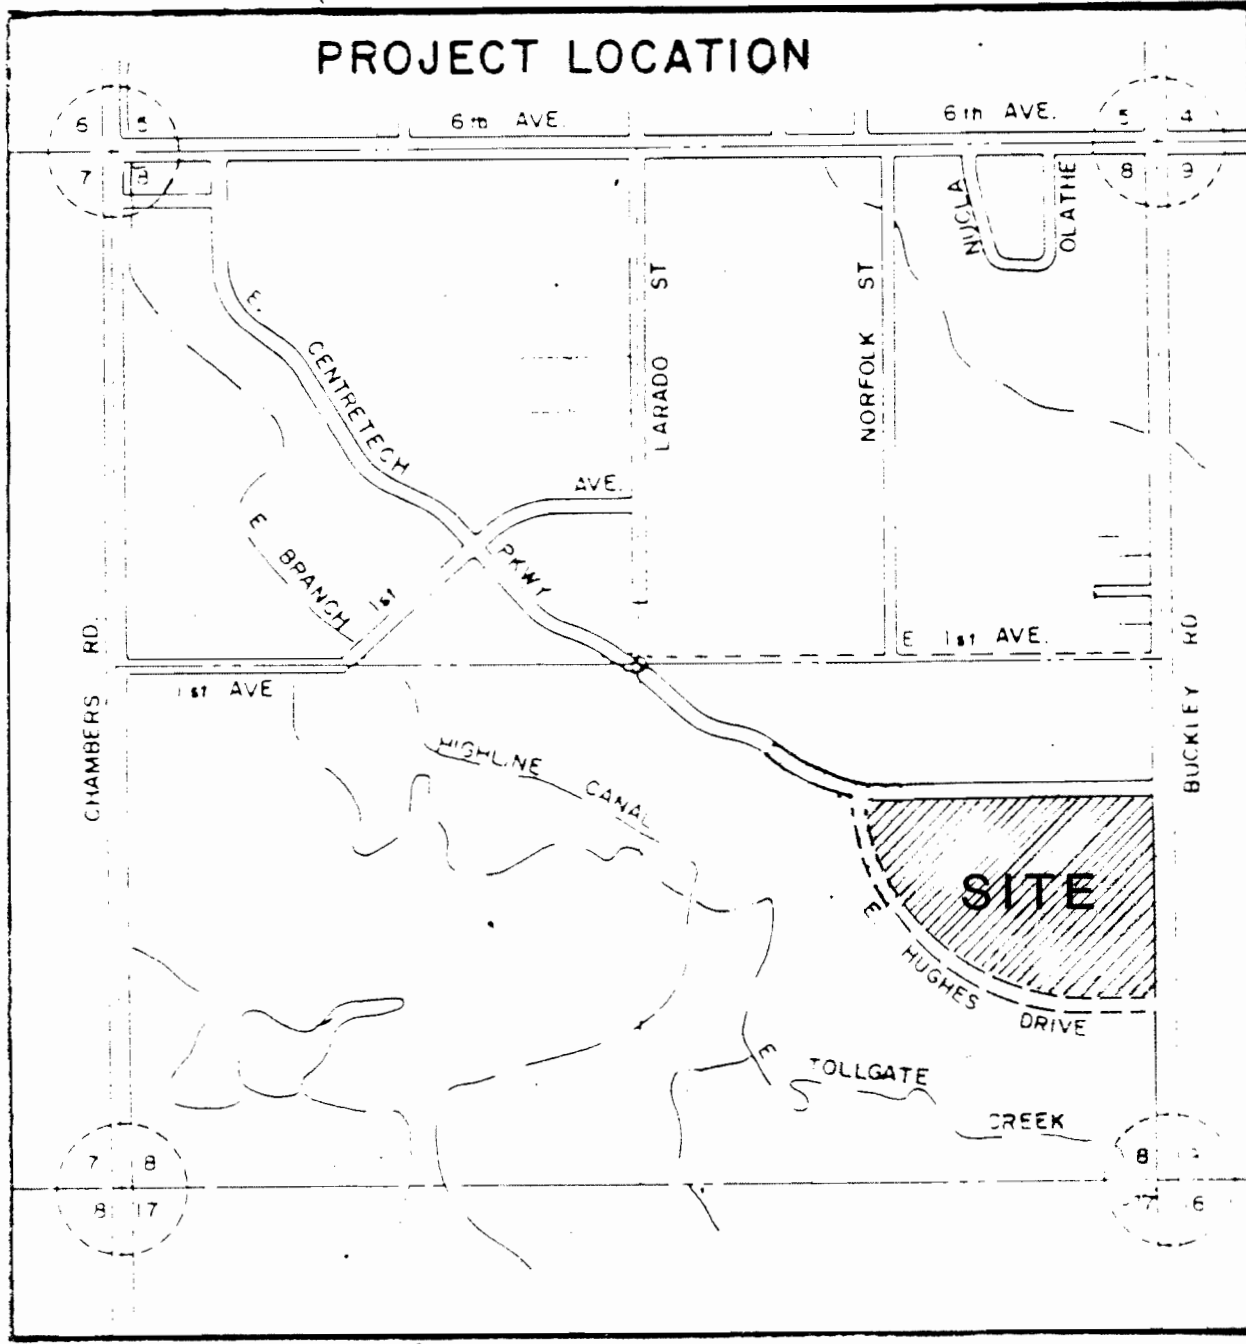 PROJECT LOCATION
6th AVE.
6th AVE.
6 5
7 8
5 4
8 9
NUCLA
OLATHE
E. CENTRETECH PKWY
LARADO ST
NORFOLK ST
AVE.
E BRANCH
1st
E 1st AVE.
1st AVE
CHAMBERS RD.
BUCKLEY RD
HIGHLINE CANAL
SITE
E HUGHES DRIVE
E TOLLGATE
CREEK
7 8
8 17
8
17 6